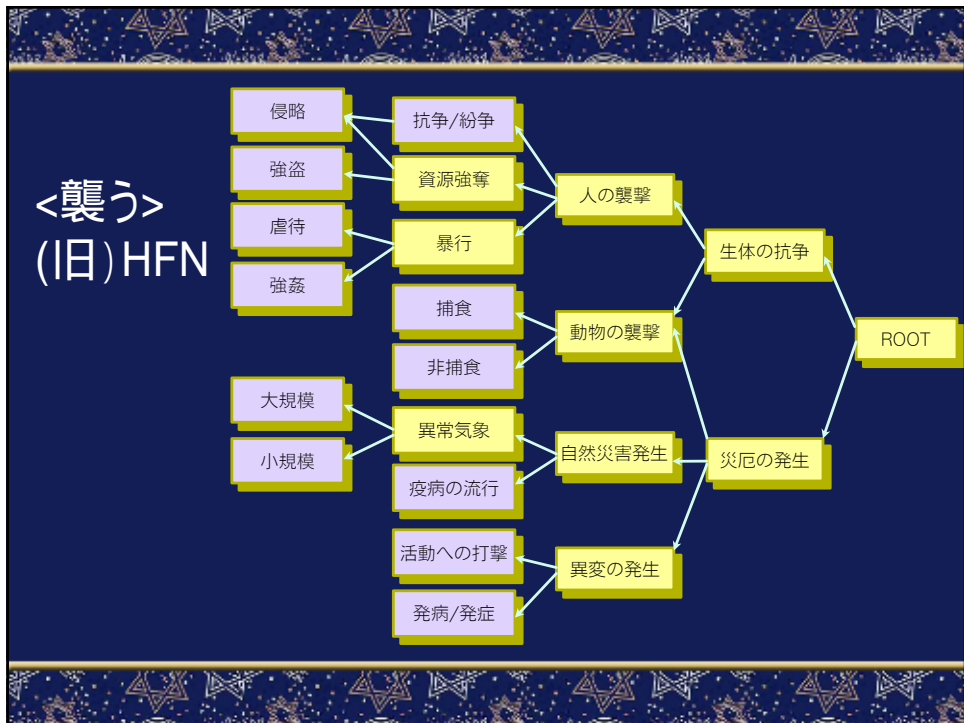 <襲う>
(旧)HFN
侵略
強盗
虐待
強姦
大規模
小規模
抗争/紛争
資源強奪
暴行
捕食
非捕食
異常気象
疫病の流行
活動への打撃
発病/発症
人の襲撃
動物の襲撃
自然災害発生
異変の発生
生体の抗争
災厄の発生
ROOT